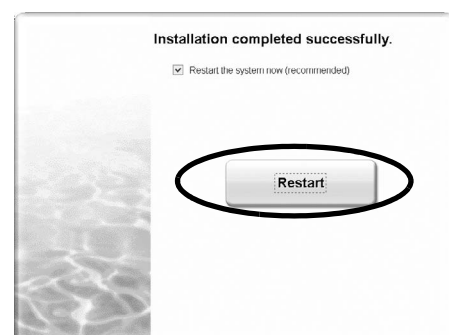 Installation completed successfully.
Restart the system now (recommended)
Restart